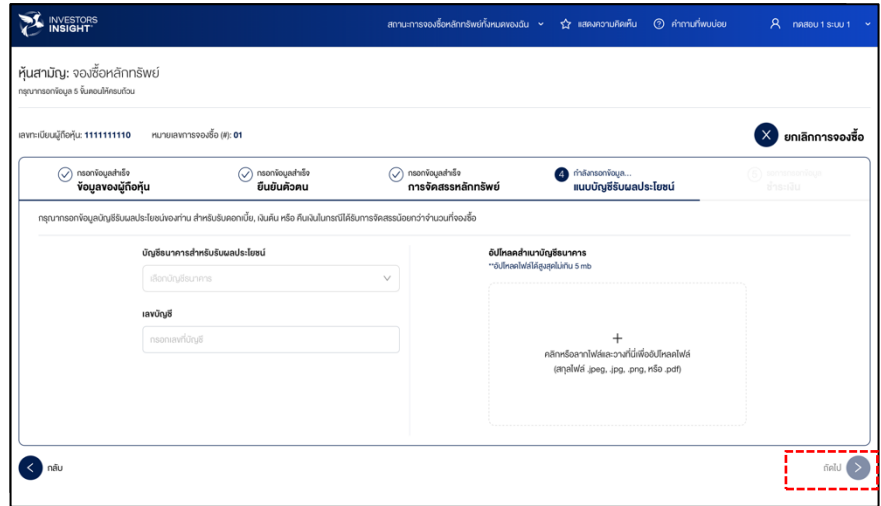 INVESTORS
INSIGHT
สถานะการจองซื้อหลักทรัพย์ทั้งหมดของฉัน
แสดงความคิดเห็น
คำถามที่พบบ่อย
ทดสอบ 1 ระบบ 1
หุ้นสามัญ: จองซื้อหลักทรัพย์
กรุณากรอกข้อมูล 5 ขั้นตอนให้ครบถ้วน
เลขทะเบียนผู้ถือหุ้น: 1111111110 หมายเลขการจองซื้อ (#): 01
ยกเลิกการจองซื้อ
กรอกข้อมูลสำเร็จ
ข้อมูลของผู้ถือหุ้น
กรอกข้อมูลสำเร็จ
ยืนยันตัวตน
กรอกข้อมูลสำเร็จ
การจัดสรรหลักทรัพย์
4 กำลังกรอกข้อมูล...
แนบบัญชีรับผลประโยชน์
5
ชำระเงิน
กรุณากรอกข้อมูลบัญชีรับผลประโยชน์ของท่าน สำหรับรับดอกเบี้ย, เงินต้น หรือ คืนเงินในกรณีได้รับการจัดสรรน้อยกว่าจำนวนที่จองซื้อ
บัญชีธนาคารสำหรับรับผลประโยชน์
เลือกบัญชีธนาคาร
เลขบัญชี
กรอกเลขที่บัญชี
อัปโหลดสำเนาบัญชีธนาคาร
**อัปโหลดไฟล์ได้สูงสุดไม่เกิน 5 mb
คลิกหรือลากไฟล์และวางที่นี่เพื่ออัปโหลดไฟล์
(สกุลไฟล์ .jpeg, .jpg, .png, หรือ .pdf)
กลับ
ถัดไป